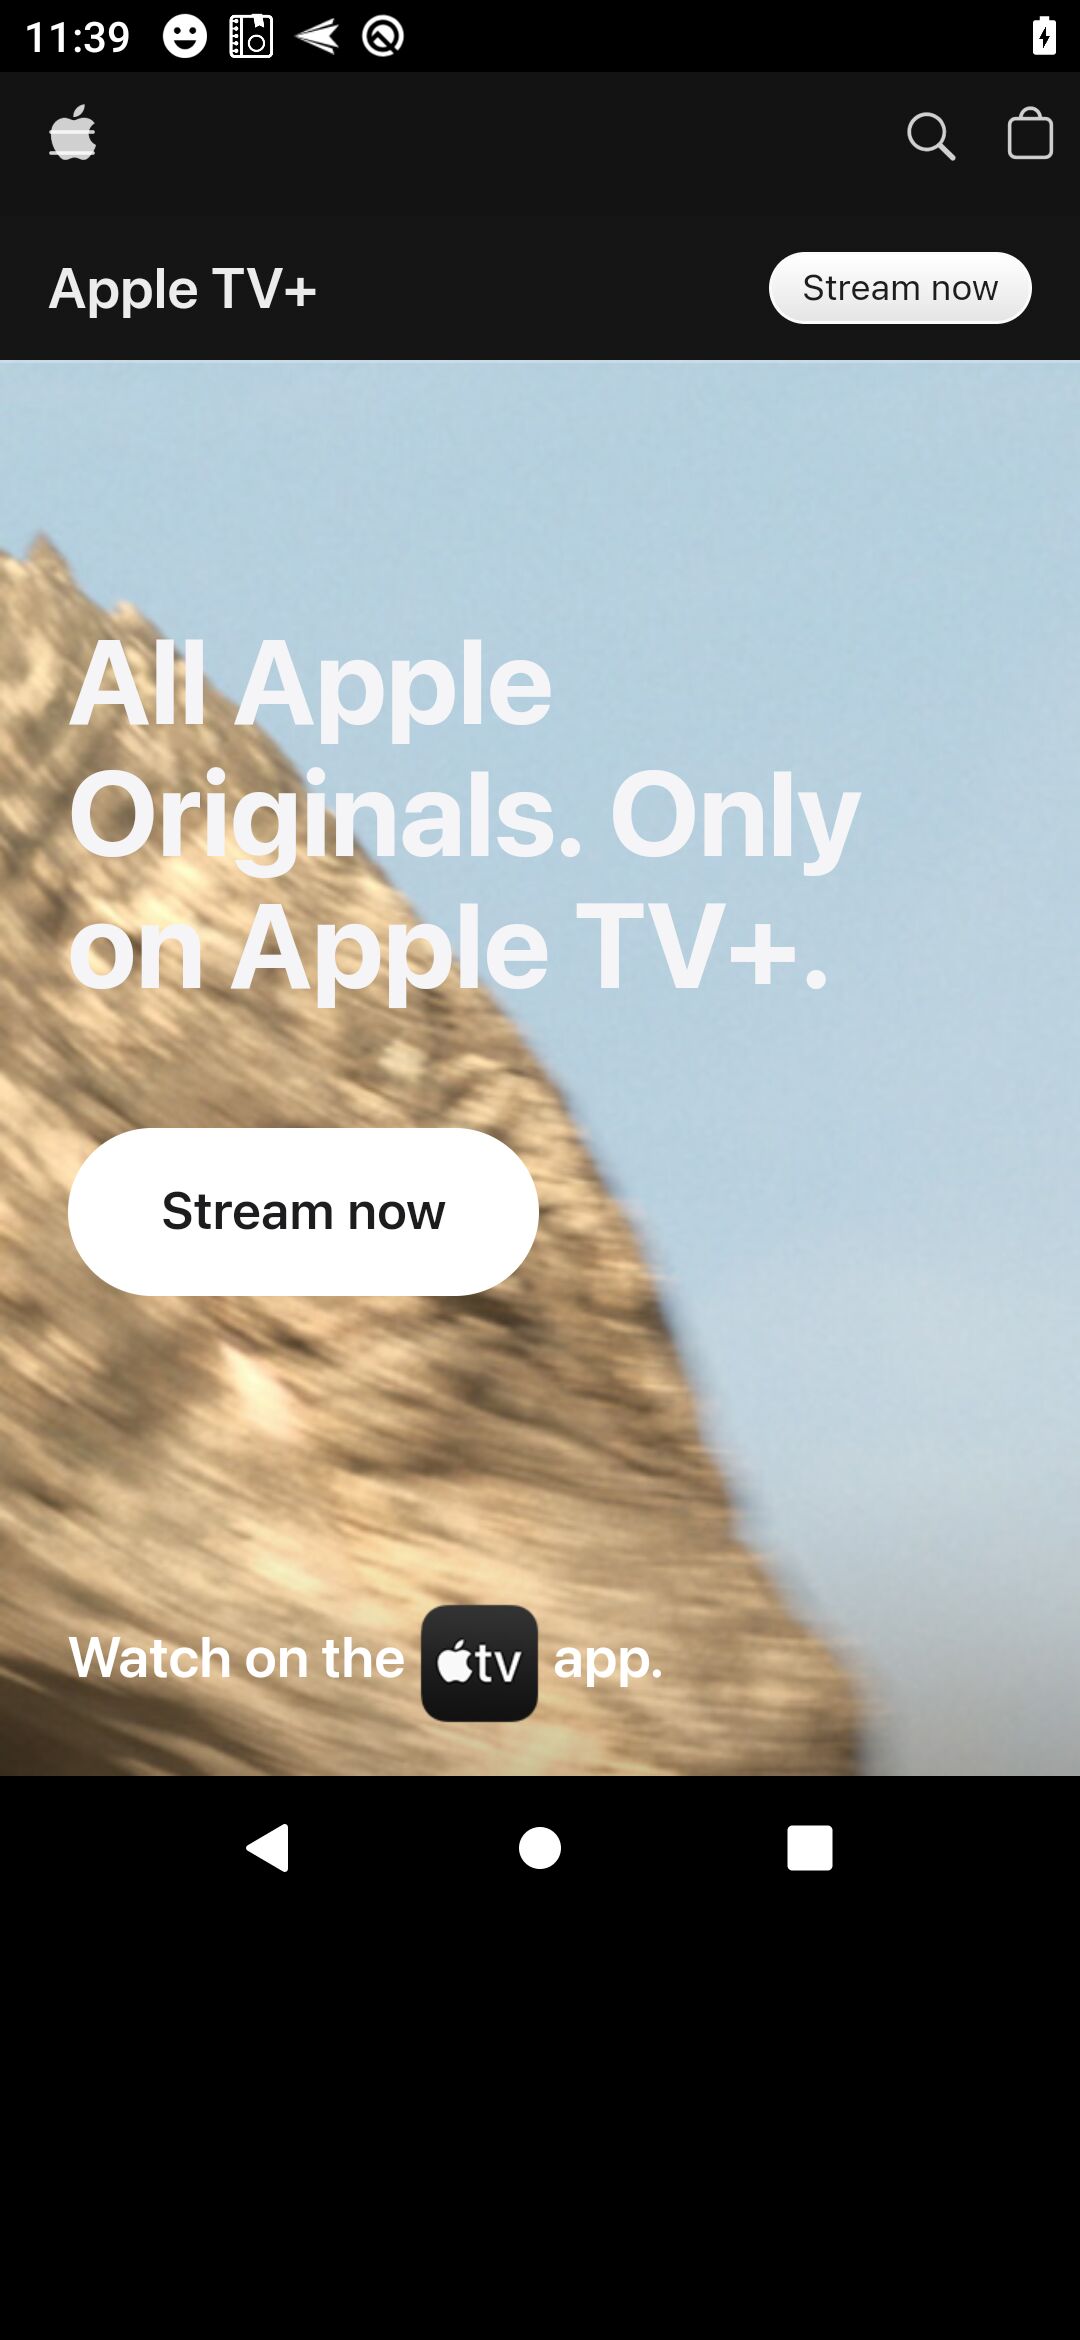 11:39
Apple TV+
Stream now
All Apple
Originals. Only
on Apple TV+.
Stream now
Watch on the tv app.